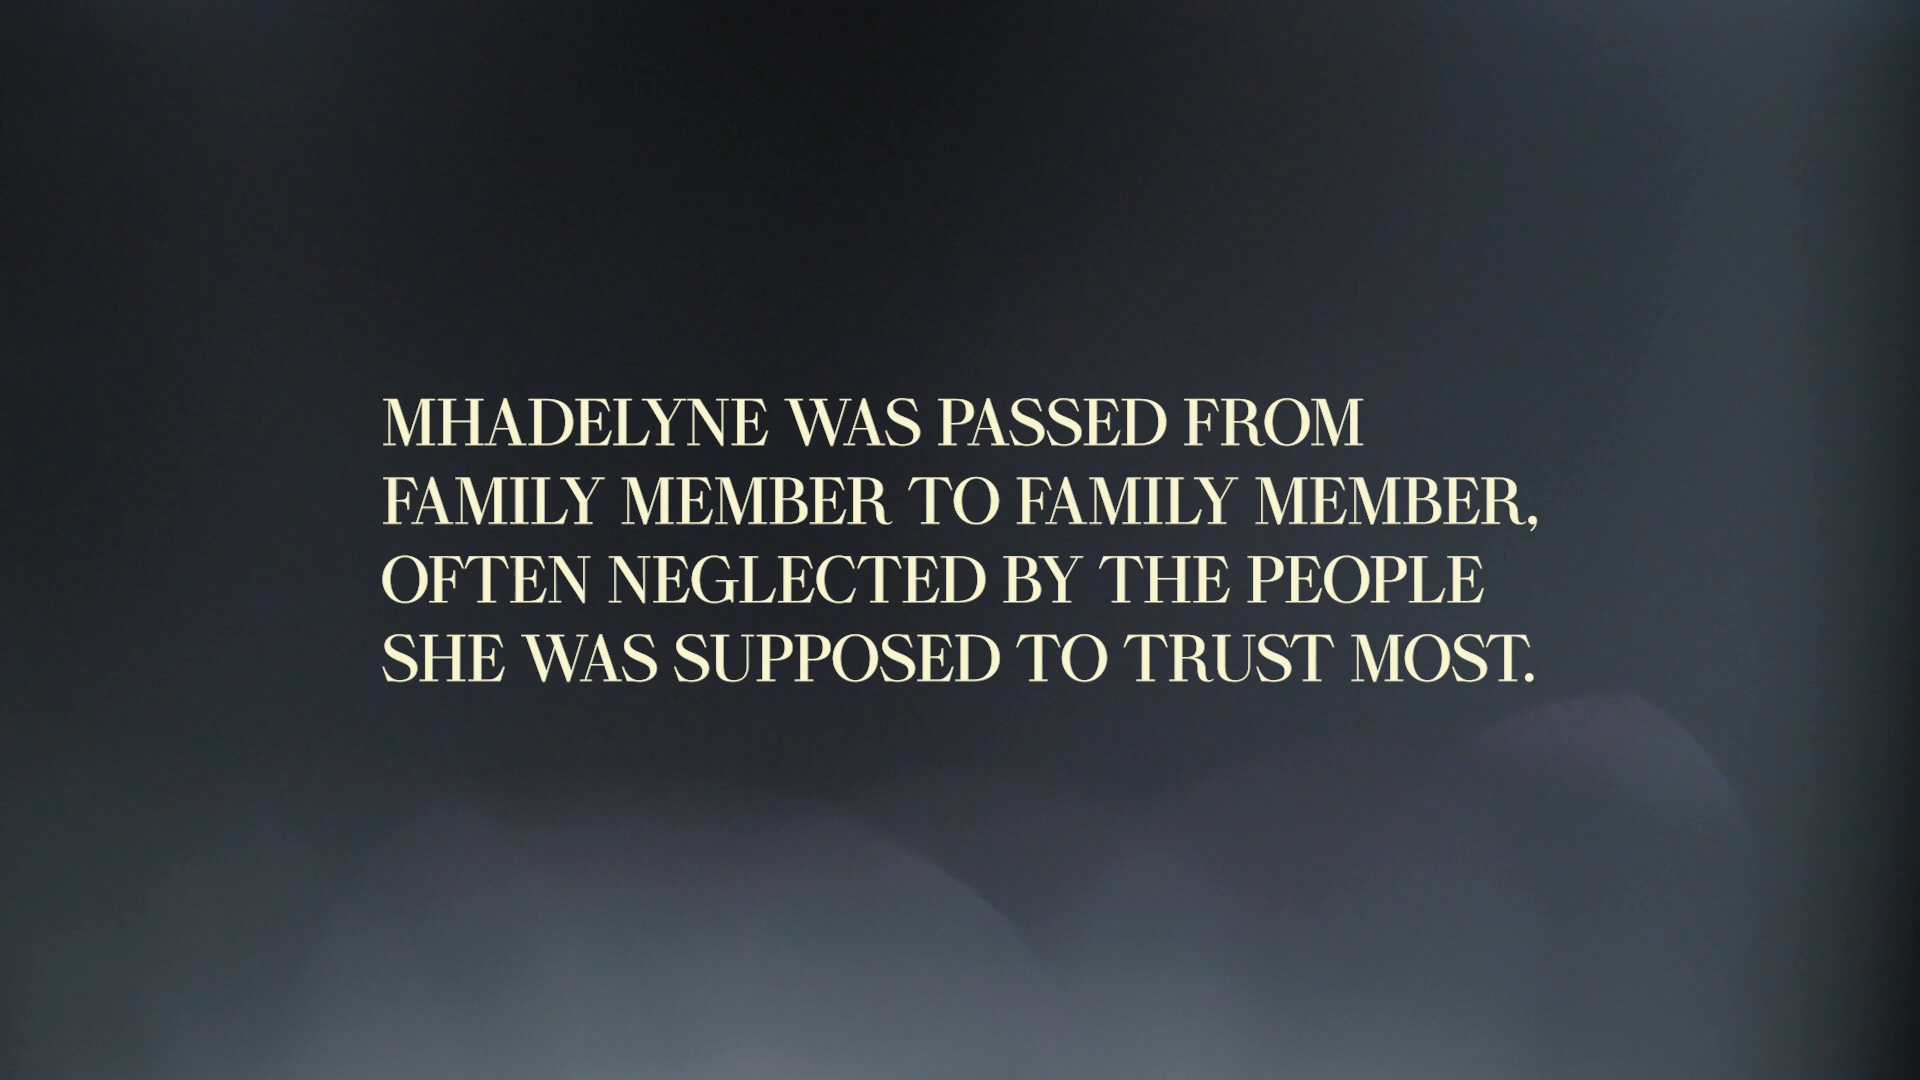 MHADELYNE WAS PASSED FROM
FAMILY MEMBER TO FAMILY MEMBER,
OFTEN NEGLECTED BY THE PEOPLE
SHE WAS SUPPOSED TO TRUST MOST.